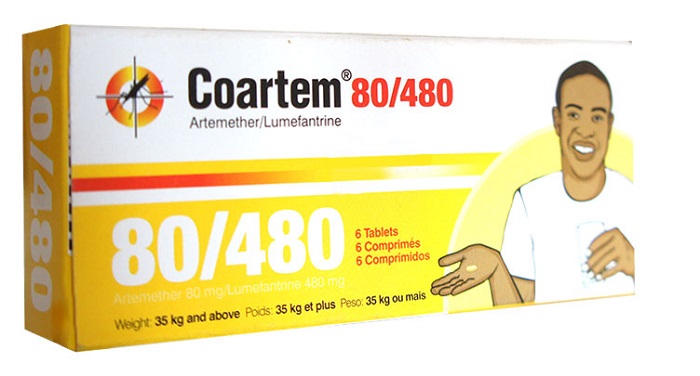 80/480
Coartem® 80/480
Artemether/Lumefantrine
80/480
6 Tablets
6 Comprimés
6 Comprimidos
Artemether 80 mg/Lumefantrine 480 mg
Weight: 35 kg and above Poids: 35 kg et plus Peso: 35 kg ou mais